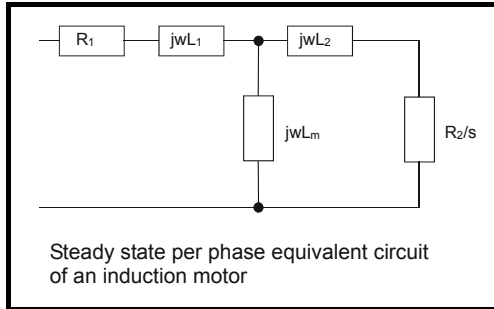 R₁ jwL₁ jwL₂
jwLₘ R₂/s
Steady state per phase equivalent circuit
of an induction motor